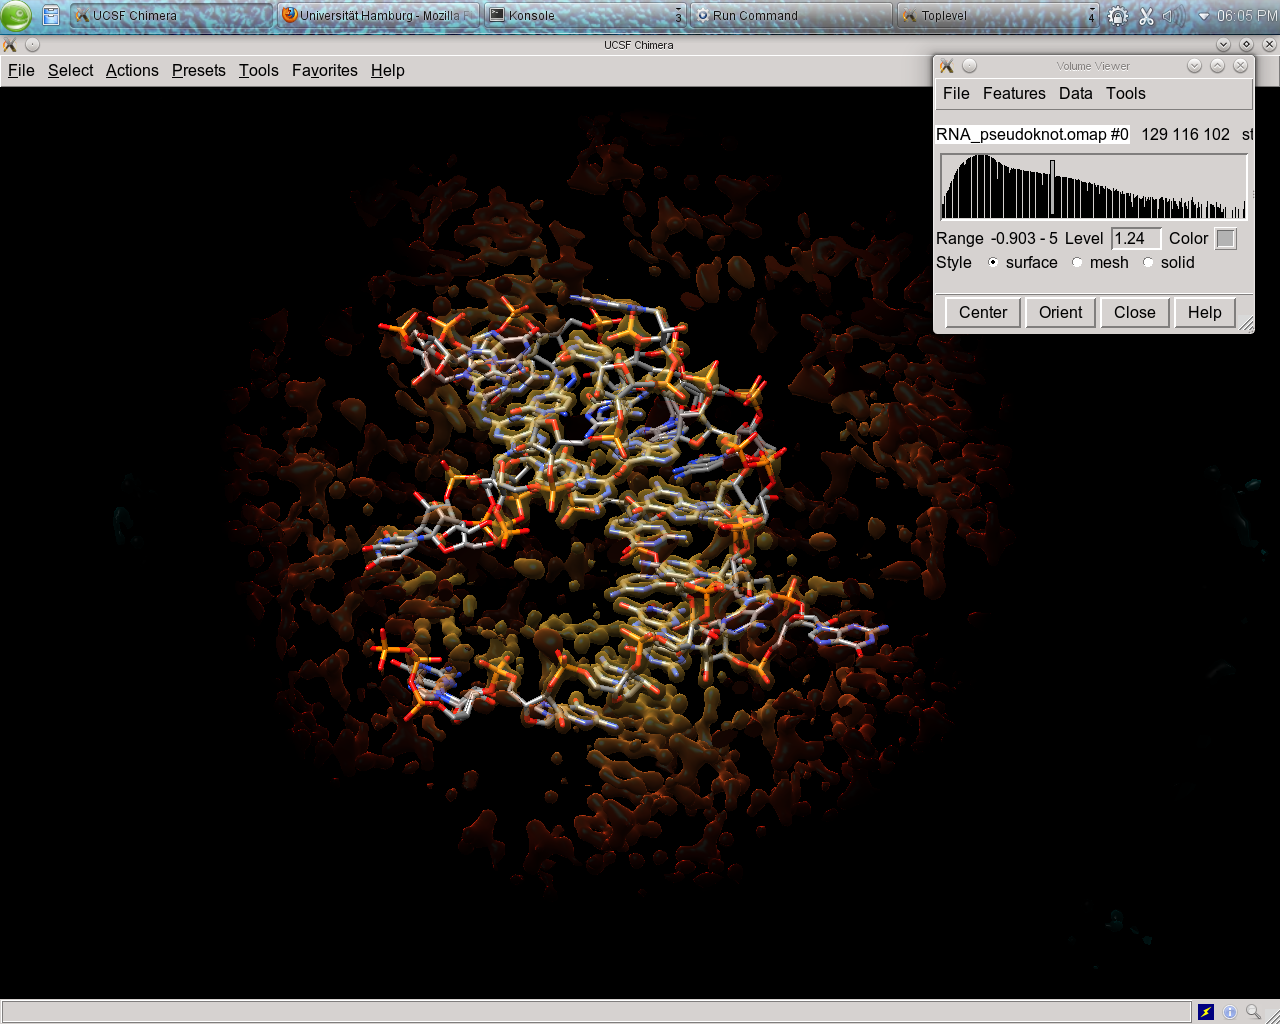 UCSF Chimera
Universität Hamburg - Mozilla F
Konsole
3
Run Command
Toplevel
4
06:05 PM
UCSF Chimera
File Select Actions Presets Tools Favorites Help
Volume Viewer
File Features Data Tools
RNA_pseudoknot.omap #0 129 116 102 st
Range -0.903 - 5 Level 1.24 Color
Style surface mesh solid
Center Orient Close Help